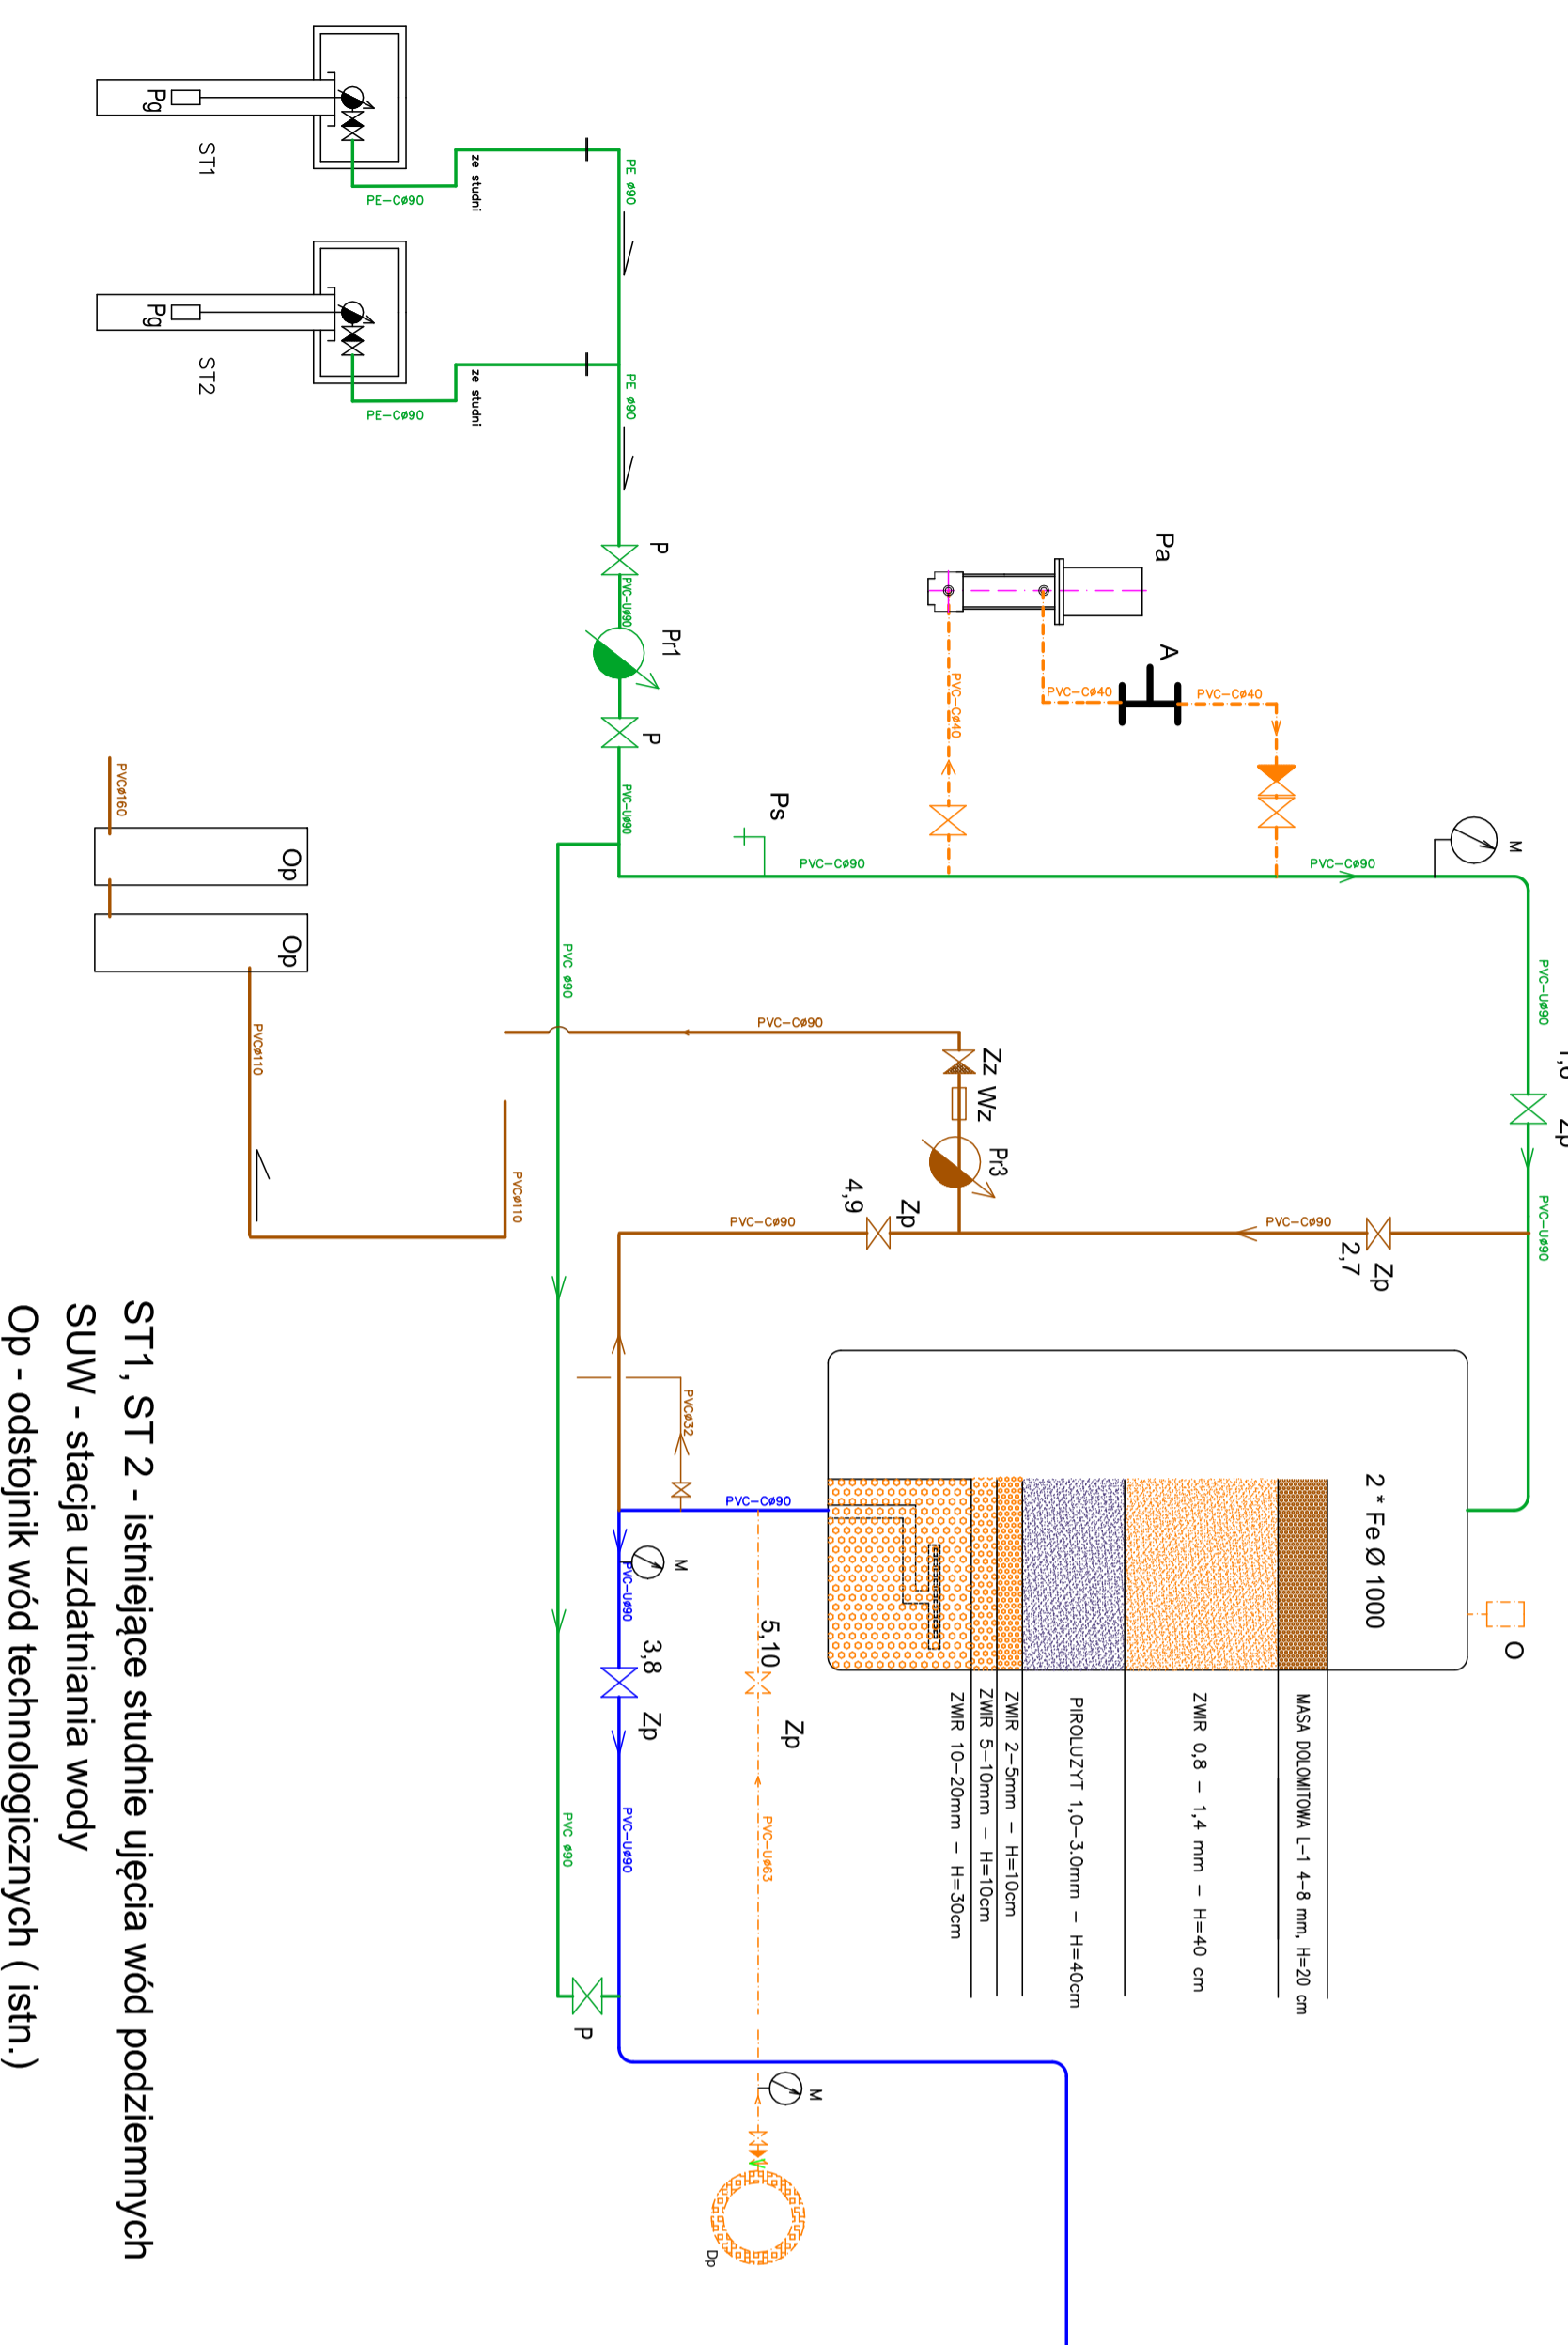 Pg
ST1
PE-CØ90
ze studni
PE Ø90
Pg
ST2
PE-CØ90
ze studni
PE Ø90
P
PVC-UØ90
Pr1
P
PVC-UØ90
Pa
A
PVC-CØ40
PVC-CØ40
PVC-CØ40
Ps
PVC-CØ90
PVC-CØ90
M
PVC-UØ90
Zp
PVC-UØ90
PVCØ160
Op
Op
PVCØ110
PVCØ110
PVC Ø90
PVC-CØ90
Zz
Wz
Pr3
4,9
Zp
PVC-CØ90
PVC-CØ90
2,7
Zp
PVCØ32
PVC-CØ90
M
PVC-UØ90
3,8
Zp
PVC-UØ90
PVC Ø90
P
5,10
Zp
PVC-UØ63
M
Dp
2 * Fe Ø 1000
O
MASA DOLOMITOWA L-1 4-8 mm, H=20 cm
ZWIR 0,8 - 1,4 mm - H=40 cm
PIROLUZYT 1,0-3.0mm - H=40cm
ZWIR 2-5mm - H=10cm
ZWIR 5-10mm - H=10cm
ZWIR 10-20mm - H=30cm
ST1, ST 2 - istniejące studnie ujęcia wód podziemnych
SUW - stacja uzdatniania wody
Op - odstojnik wód technologicznych ( istn.)